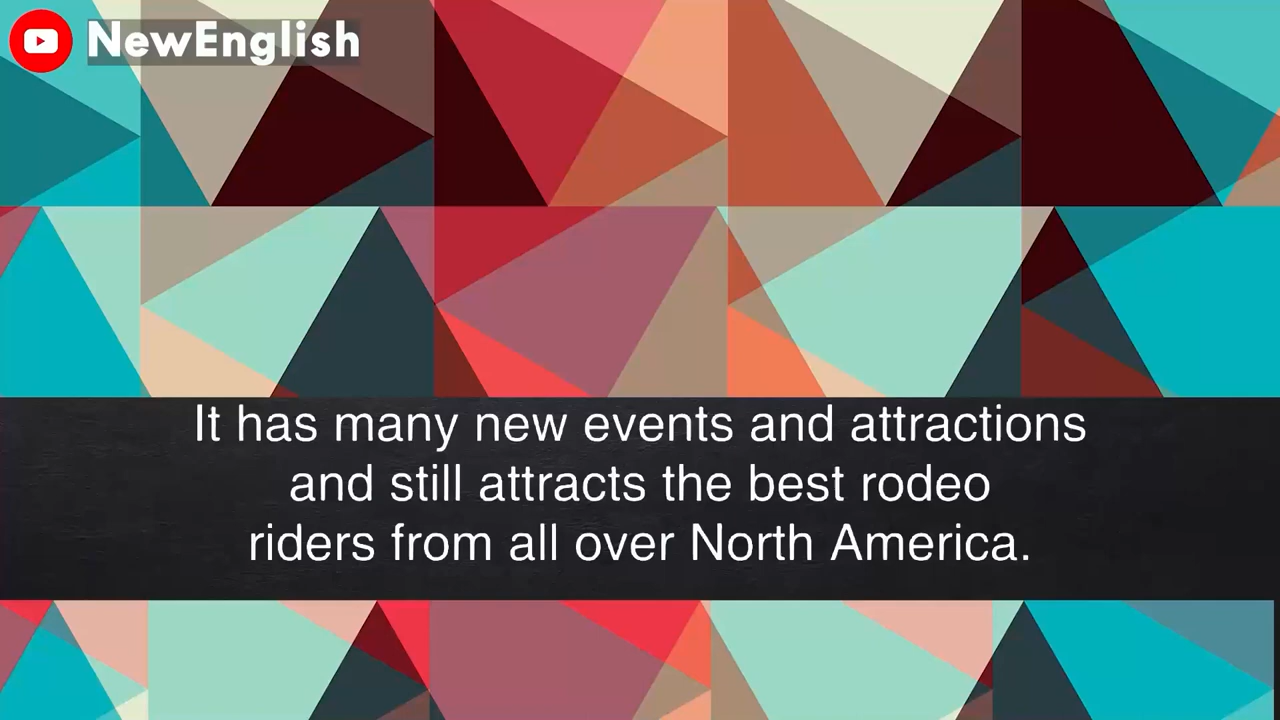 NewEnglish
It has many new events and attractions
and still attracts the best rodeo
riders from all over North America.